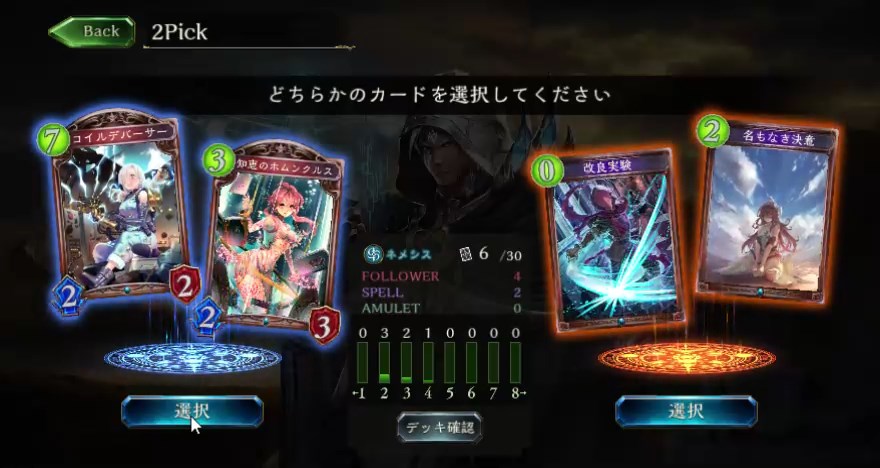 Back
2Pick
どちらかのカードを選択してください
7
コイルデバーサー
2
2
3
知恵のホムンクルス
2
3
0
改良実験
2
名もなき決意
ネメシス
6 /30
FOLLOWER 4
SPELL 2
AMULET 0
0 3 2 1 0 0 0 0
←1 2 3 4 5 6 7 8→
選択
デッキ確認
選択